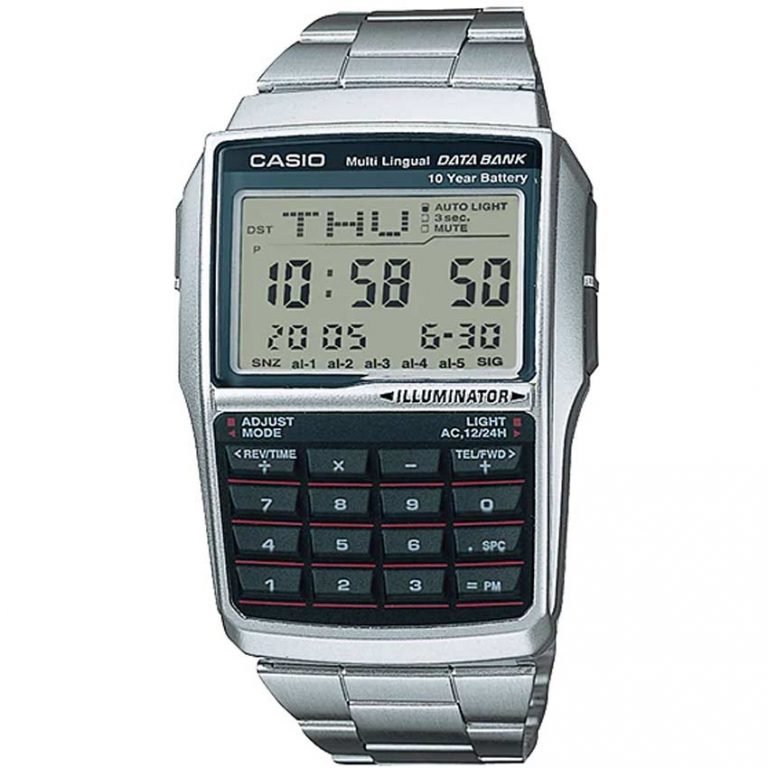 CASIO Multi Lingual DATA BANK
10 Year Battery
THU
AUTO LIGHT
3 sec.
MUTE
DST
P
10:58 50
2005 6-30
SNZ al-1 al-2 al-3 al-4 al-5 SIG
ILLUMINATOR
ADJUST LIGHT
MODE AC,12/24H
<REV/TIME TEL/FWD>
÷ × − +
7 8 9 0
4 5 6 . SPC
1 2 3 = PM